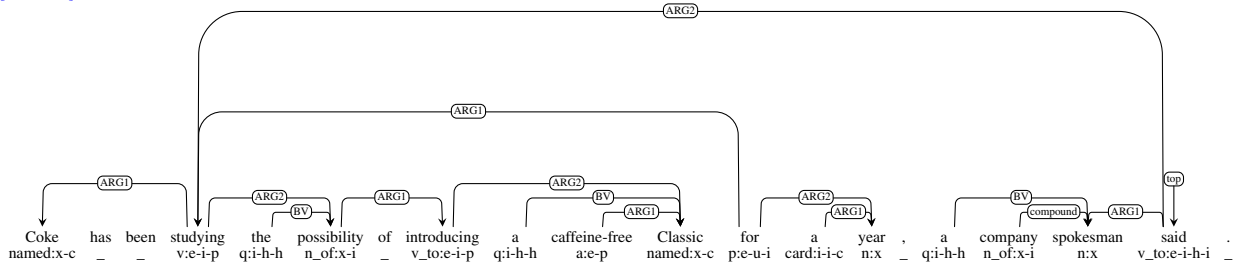 ARG2
ARG1
ARG1 ARG2 ARG1 ARG2 ARG2 top
BV BV BV
ARG1 ARG1 compound ARG1
Coke has been studying the possibility of introducing a caffeine-free Classic for a year , a company spokesman said .
named:x-c _ _ v:e-i-p q:i-h-h n_of:x-i _ v_to:e-i-p q:i-h-h a:e-p named:x-c p:e-u-i card:i-i-c n:x _ q:i-h-h n_of:x-i n:x v_to:e-i-h-i _